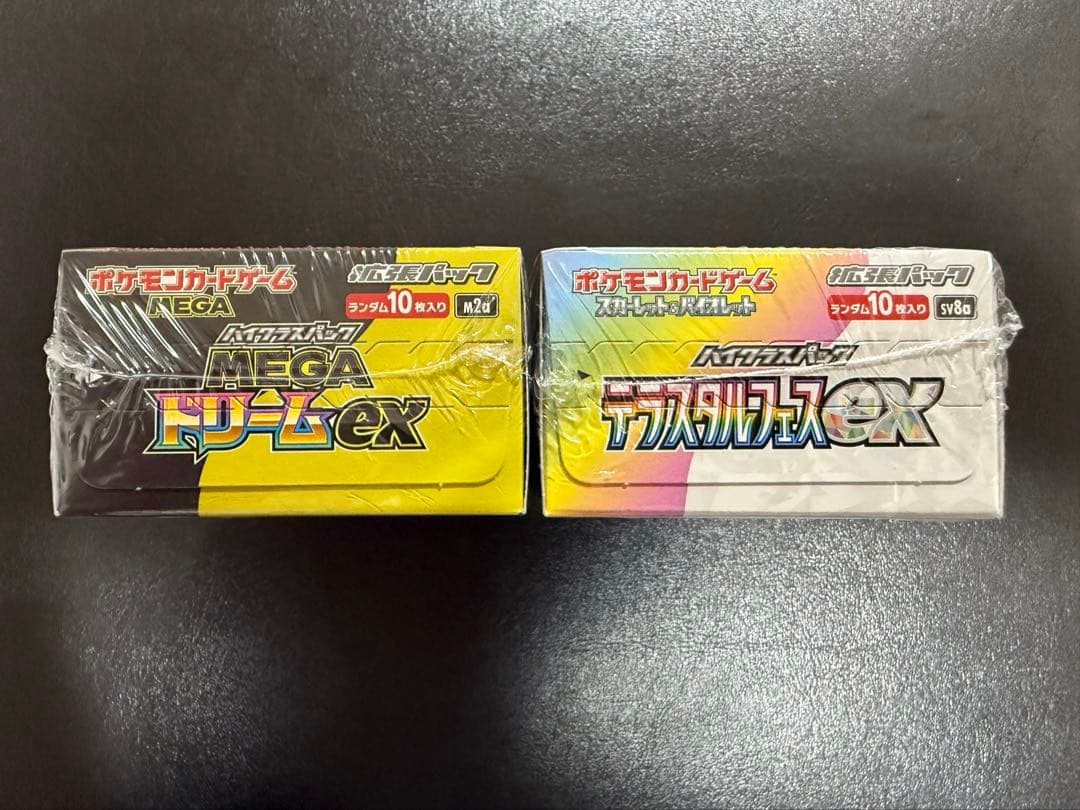 ポケモンカードゲーム
MEGA
拡張パック
ランダム10枚入り
M2a
ハイクラスパック
MEGA
ドリームex
ポケモンカードゲーム
スカーレット&バイオレット
拡張パック
ランダム10枚入り
SV8a
ハイクラスパック
テラスタルフェスex